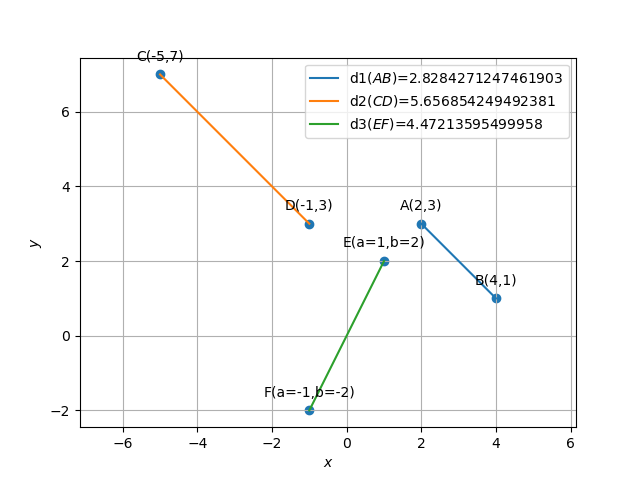 C(-5,7)
d1(AB)=2.8284271247461903
d2(CD)=5.656854249492381
d3(EF)=4.47213595499958
D(-1,3)
A(2,3)
E(a=1,b=2)
B(4,1)
F(a=-1,b=-2)
y
6
4
2
0
−2
−6
−4
−2
0
2
4
6
x